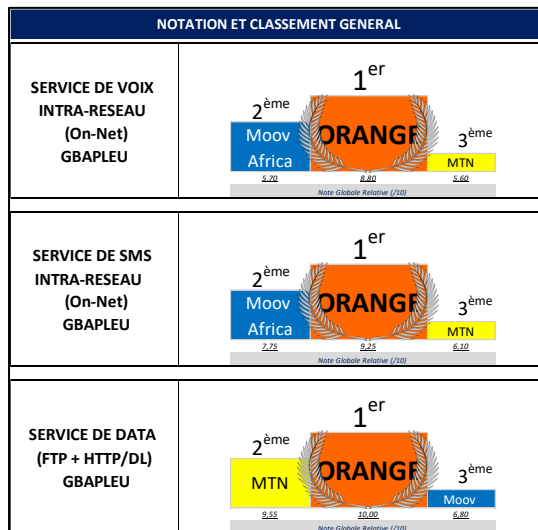 NOTATION ET CLASSEMENT GENERAL
SERVICE DE VOIX
INTRA-RESEAU
(On-Net)
GBAPLEU
1er
2ème
Moov
Africa
ORANGE
3ème
MTN
5,70
8,80
5,60
Note Globale Relative (/10)
SERVICE DE SMS
INTRA-RESEAU
(On-Net)
GBAPLEU
1er
2ème
Moov
Africa
ORANGE
3ème
MTN
7,75
9,25
6,10
Note Globale Relative (/10)
SERVICE DE DATA
(FTP + HTTP/DL)
GBAPLEU
1er
2ème
MTN
ORANGE
3ème
Moov
9,55
10,00
6,80
Note Globale Relative (/10)